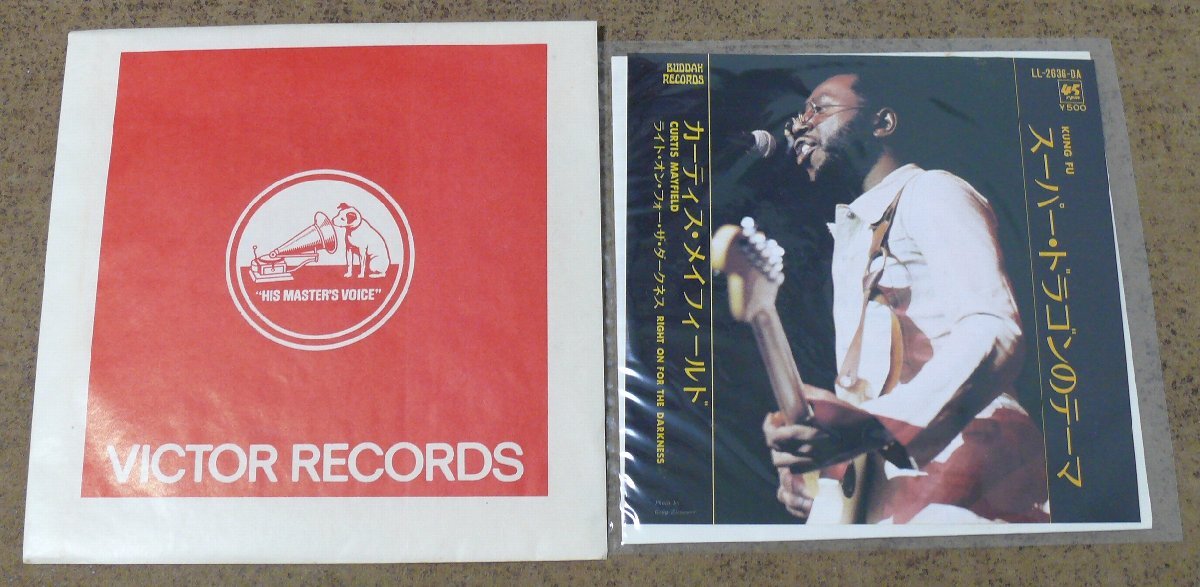 "HIS MASTER'S VOICE"
VICTOR RECORDS
BUDDAH
RECORDS
カーティス・メイフィールド
CURTIS MAYFIELD
ライト・オン・フォー・ザ・ダークネス RIGHT ON FOR THE DARKNESS
LL-2636-DA
45
¥500
KUNG FU
スーパー・ドラゴンのテーマ
Photo by